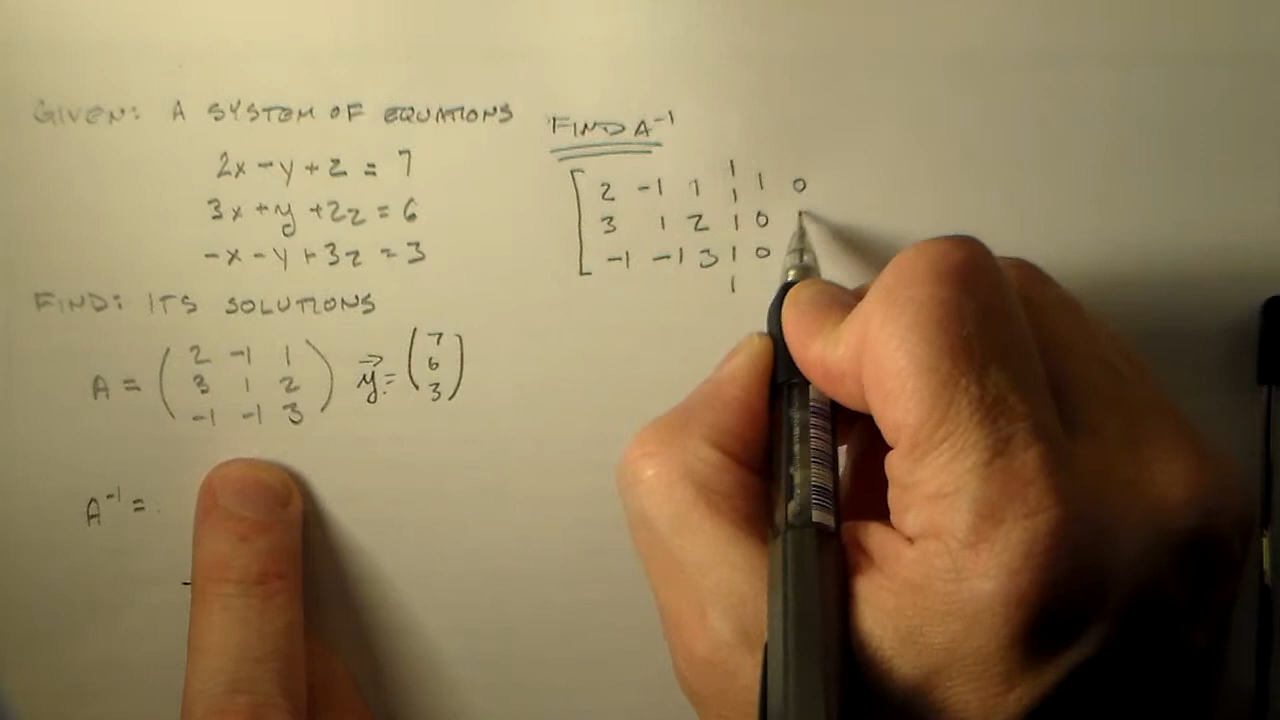 GIVEN: A SYSTEM OF EQUATIONS
2x - y + z = 7
3x + y + 2z = 6
-x - y + 3z = 3
FIND: ITS SOLUTIONS
A = ( 2 -1 1
3 1 2
-1 -1 3 )
y⃗ = ( 7
6
3 )
A⁻¹ =
FIND A⁻¹
[ 2 -1 1 | 1 0
3 1 2 | 0
-1 -1 3 | 0